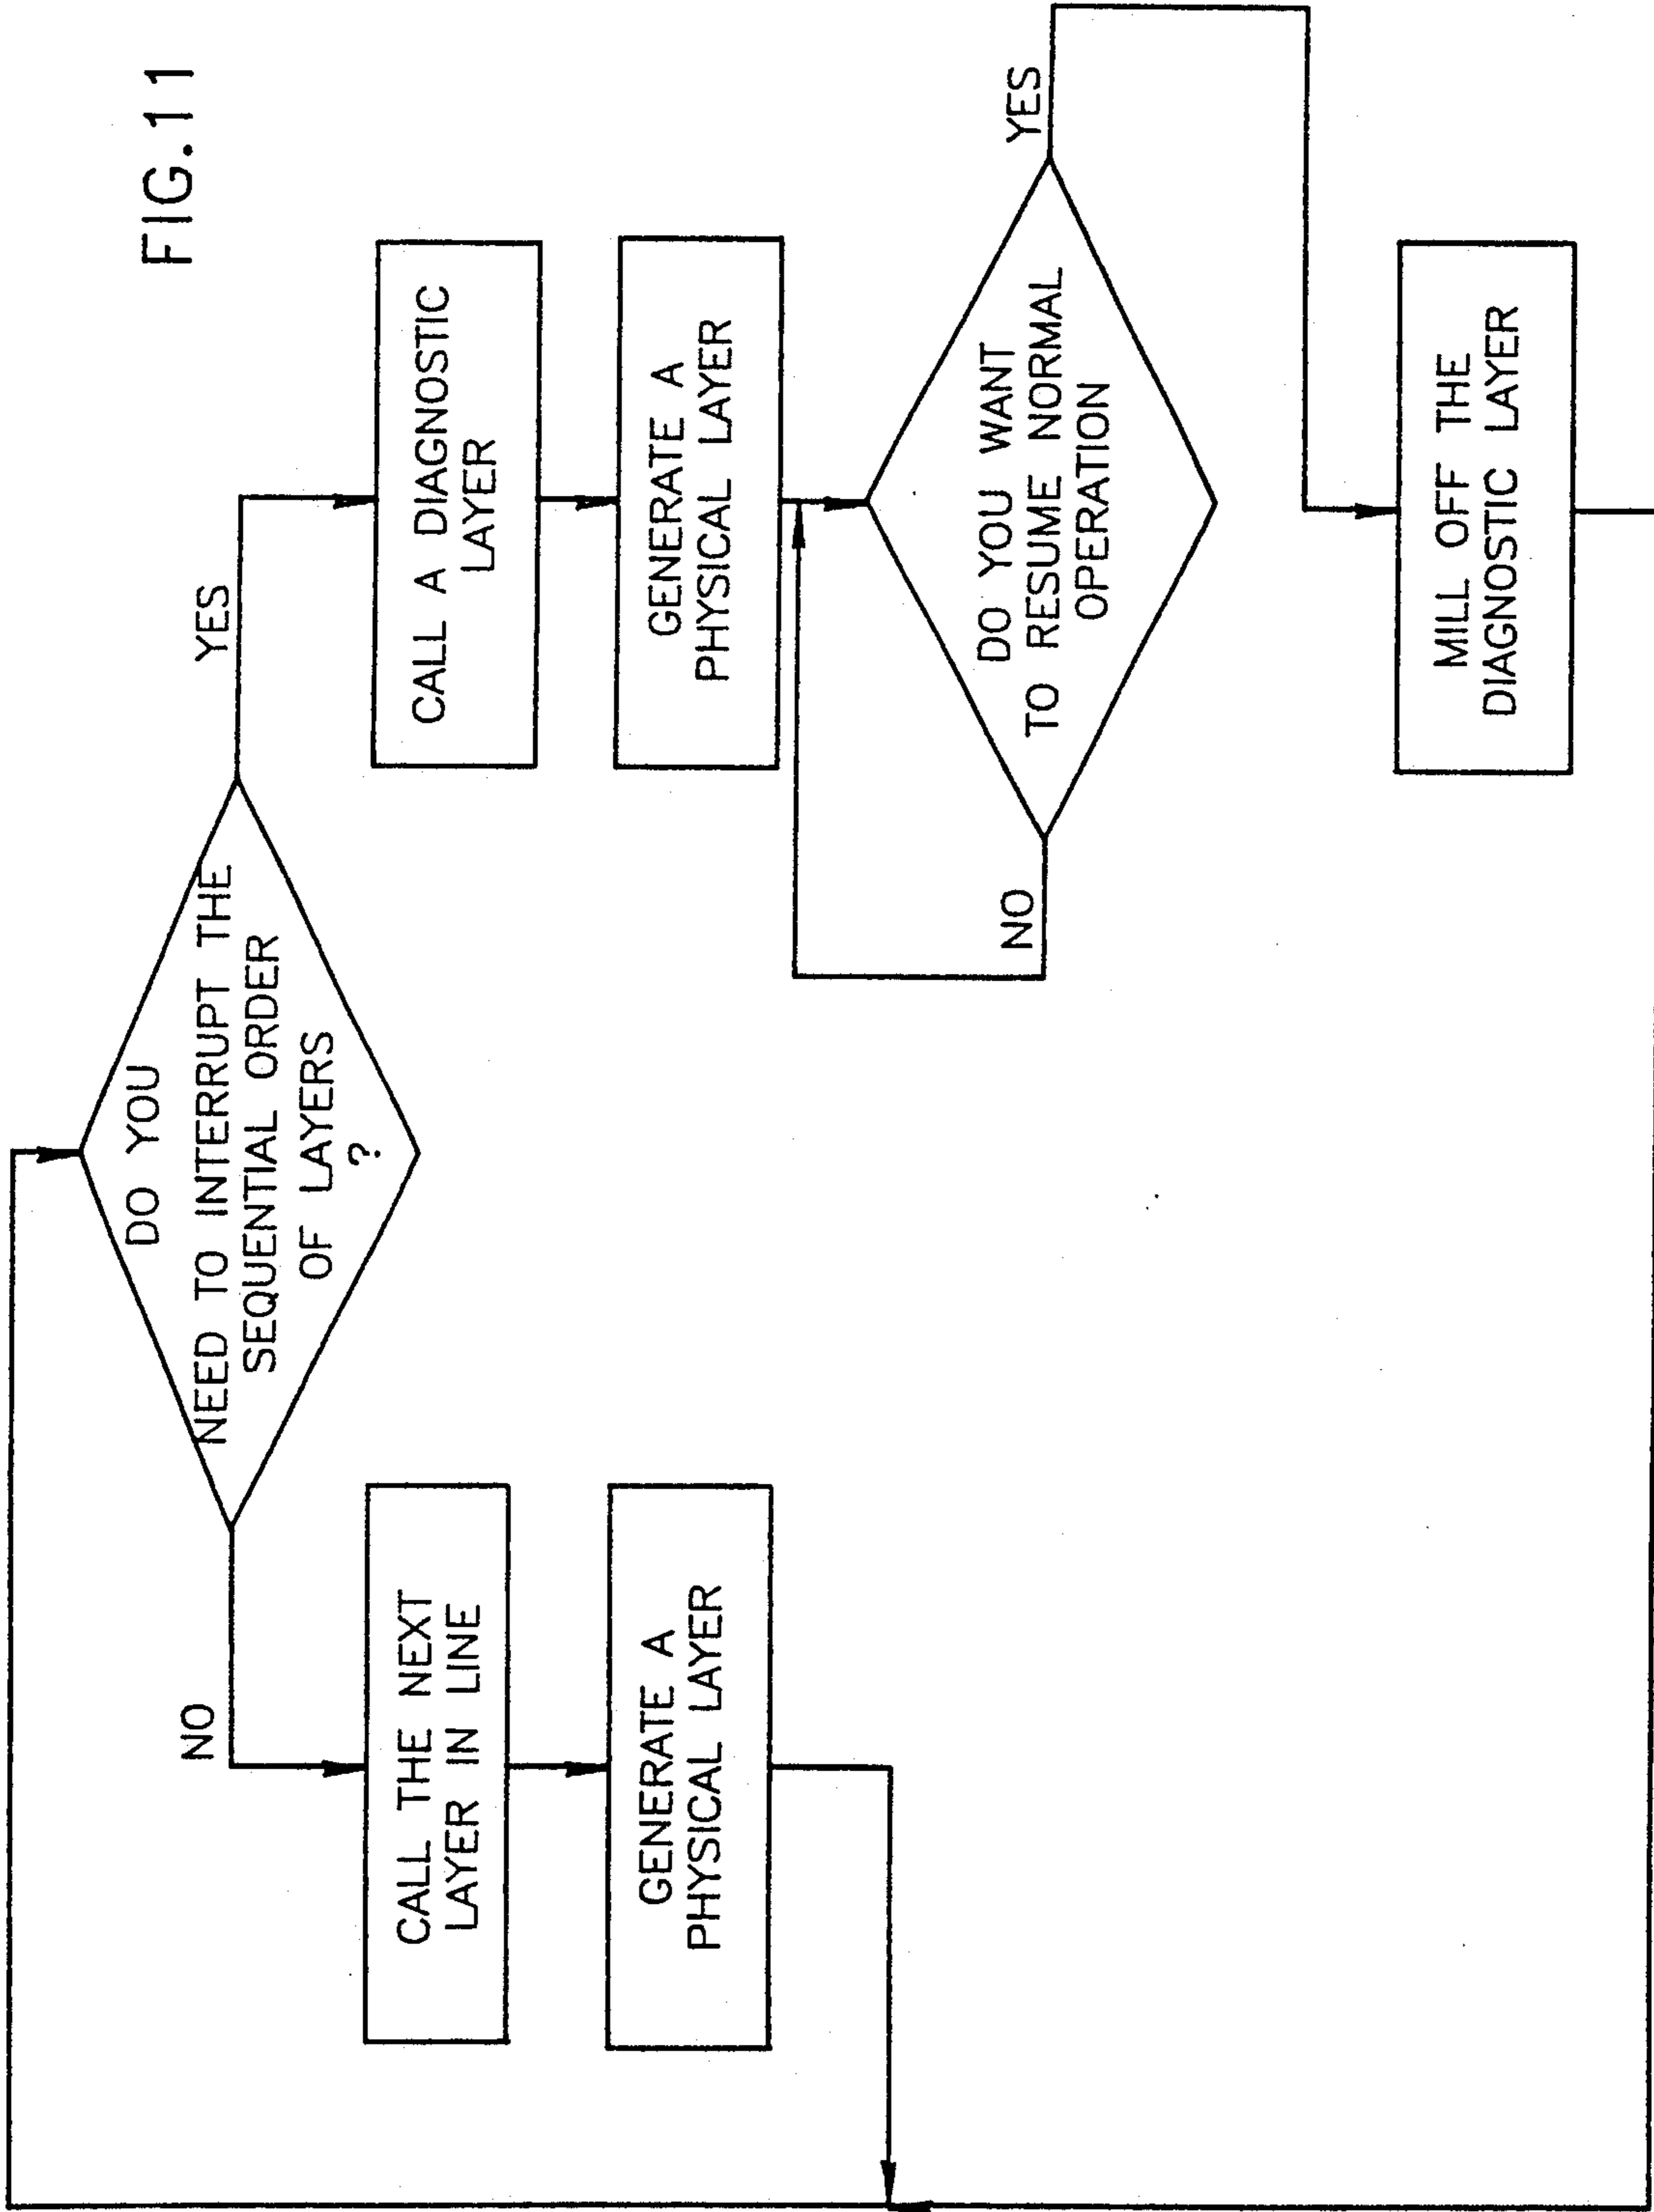 FIG.11
DO YOU
NEED TO INTERRUPT THE
SEQUENTIAL ORDER
OF LAYERS
?
NO
YES
CALL THE NEXT
LAYER IN LINE
GENERATE A
PHYSICAL LAYER
CALL A DIAGNOSTIC
LAYER
GENERATE A
PHYSICAL LAYER
DO YOU WANT
TO RESUME NORMAL
OPERATION
NO
YES
MILL OFF THE
DIAGNOSTIC LAYER